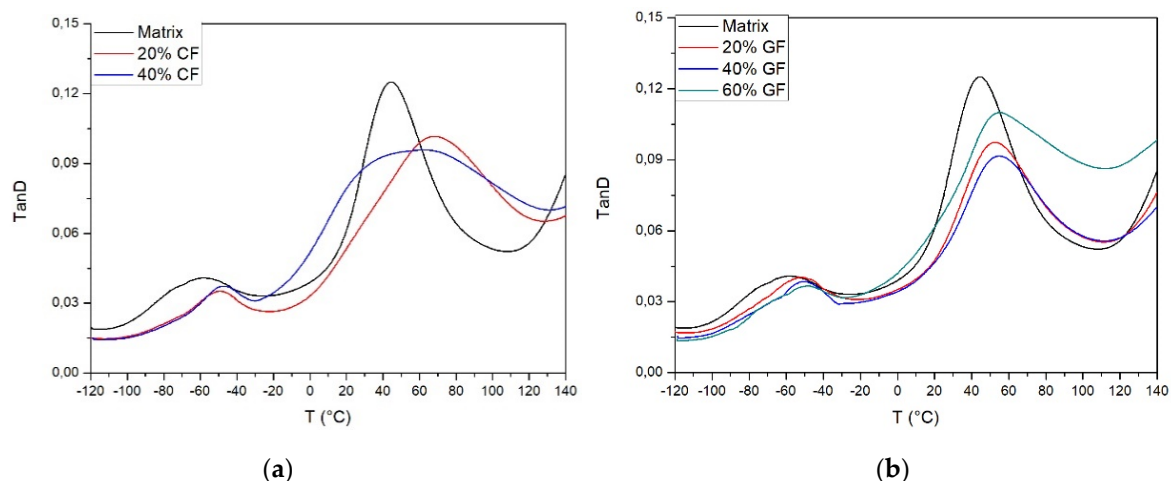 0,15
0,12
0,09
0,06
0,03
0,00
TanD
Matrix
20% CF
40% CF
-120 -100 -80 -60 -40 -20 0 20 40 60 80 100 120 140
T (°C)
(a)
0,15
0,12
0,09
0,06
0,03
0,00
TanD
Matrix
20% GF
40% GF
60% GF
-120 -100 -80 -60 -40 -20 0 20 40 60 80 100 120 140
T (°C)
(b)